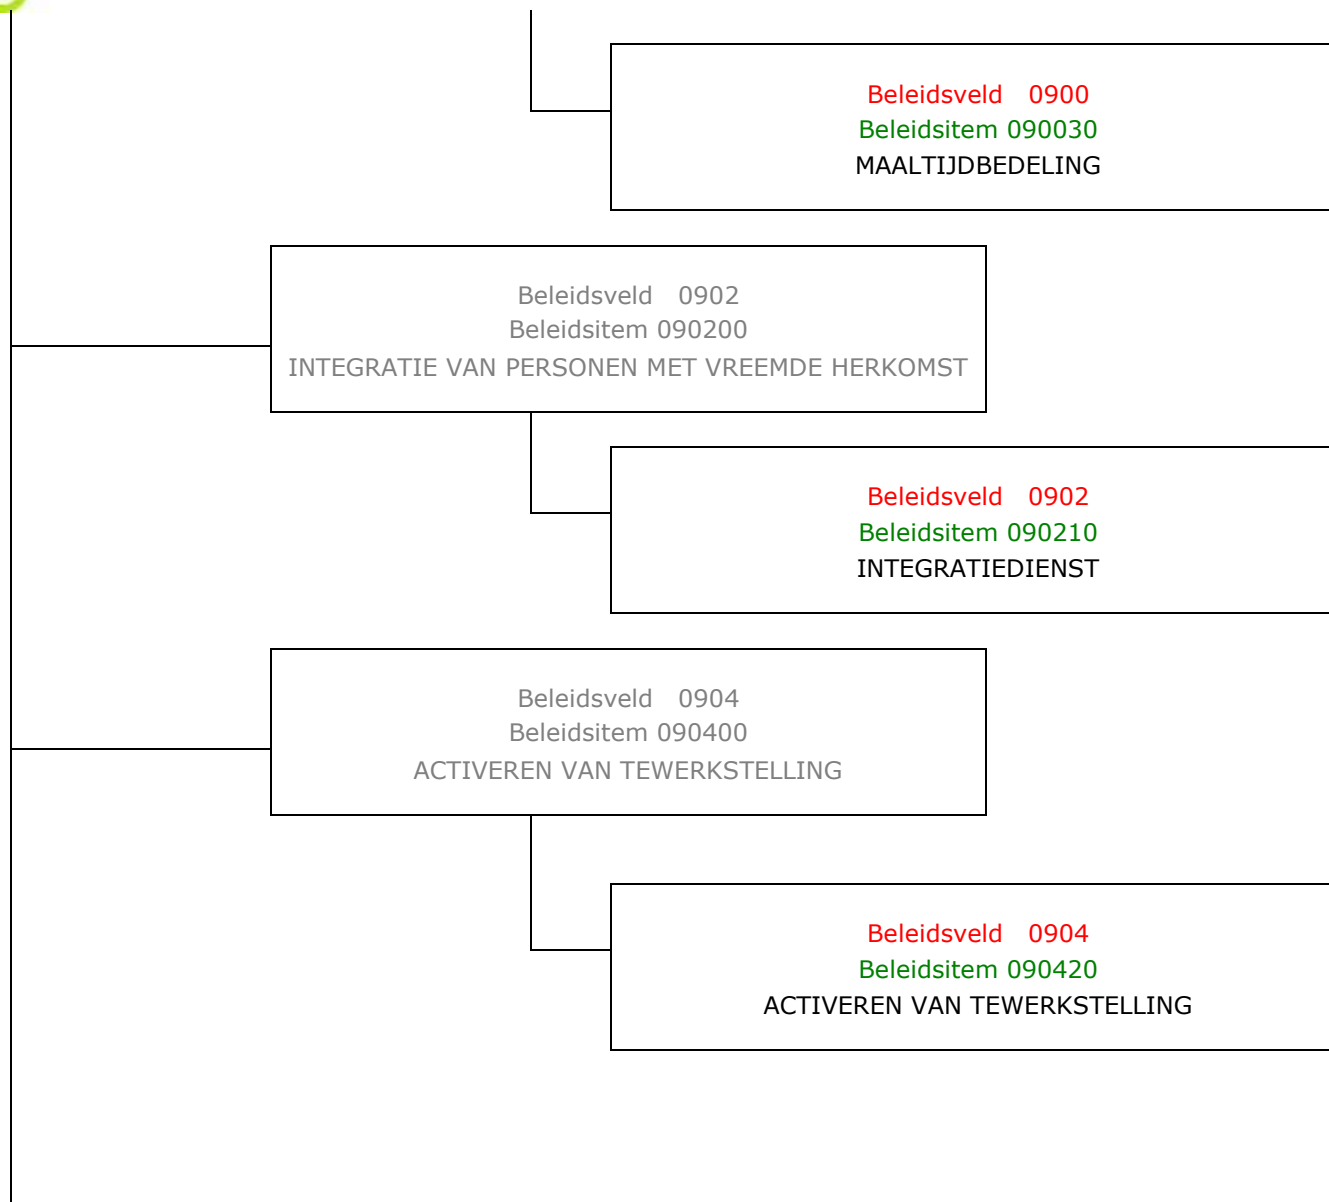 Beleidsveld 0900
Beleidsitem 090030
MAALTIJDBEDELING
Beleidsveld 0902
Beleidsitem 090200
INTEGRATIE VAN PERSONEN MET VREEMDE HERKOMST
Beleidsveld 0902
Beleidsitem 090210
INTEGRATIEDIENST
Beleidsveld 0904
Beleidsitem 090400
ACTIVEREN VAN TEWERKSTELLING
Beleidsveld 0904
Beleidsitem 090420
ACTIVEREN VAN TEWERKSTELLING